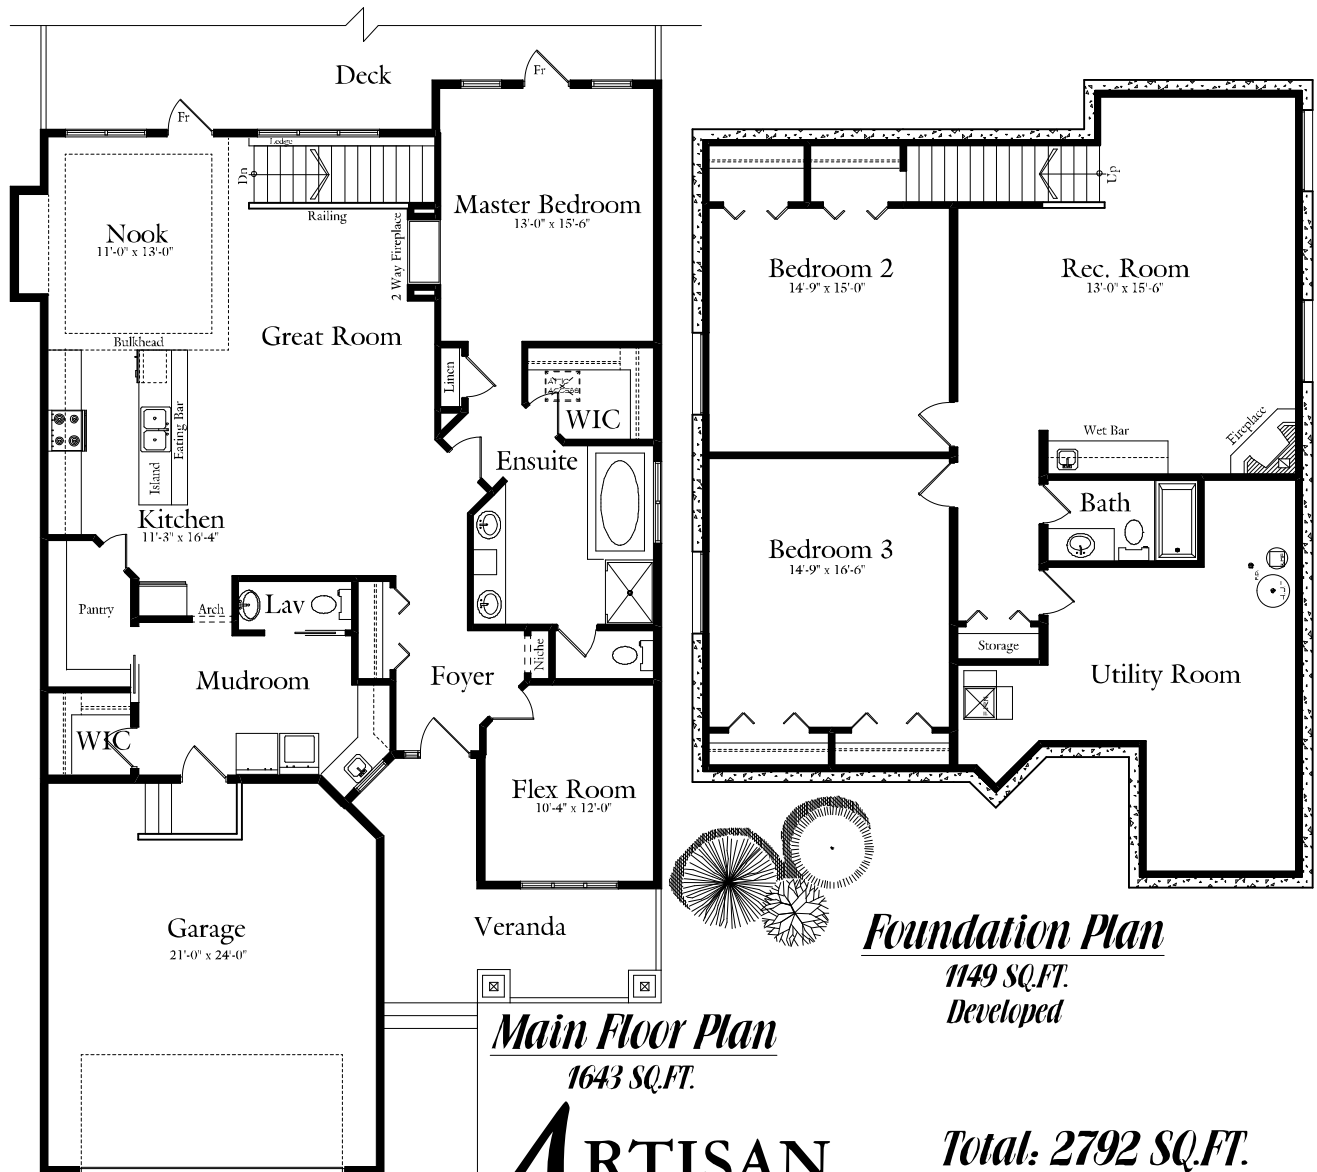 Deck
Fr
Fr
Ledge
Dn
Railing
2 Way Fireplace
Master Bedroom
13'-0" x 15'-6"
Nook
11'-0" x 13'-0"
Great Room
Bulkhead
Linen
ATTIC
ACCESS
WIC
Eating Bar
Island
Ensuite
Kitchen
11'-3" x 16'-4"
Pantry
Arch
Lav
Mudroom
Foyer
Niche
WIC
Flex Room
10'-4" x 12'-0"
Garage
21'-0" x 24'-0"
Veranda
Main Floor Plan
1643 SQ.FT.
Up
Bedroom 2
14'-9" x 15'-0"
Rec. Room
13'-0" x 15'-6"
Wet Bar
Fireplace
Bath
Bedroom 3
14'-9" x 16'-6"
Storage
Utility Room
Foundation Plan
1149 SQ.FT.
Developed
ARTISAN
Total: 2792 SQ.FT.